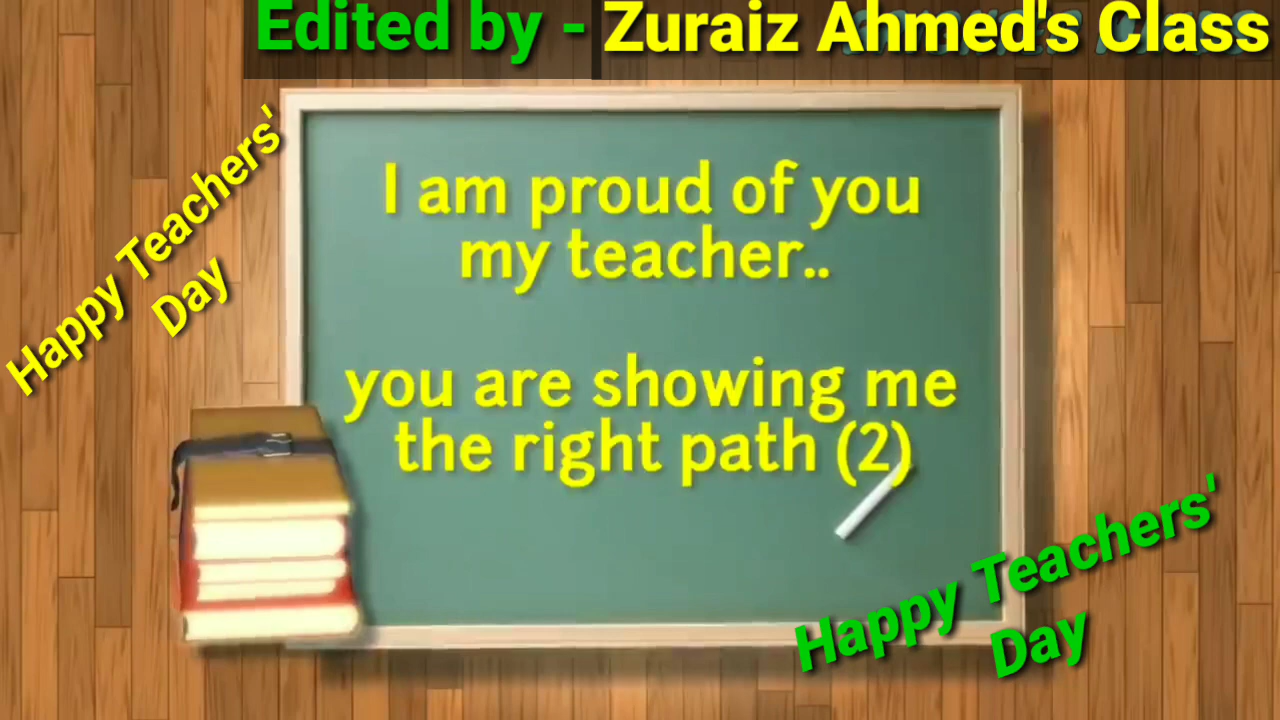 Edited by - Zuraiz Ahmed's Class
Happy Teachers'
Day
I am proud of you
my teacher..
you are showing me
the right path (2)
Happy Teachers'
Day